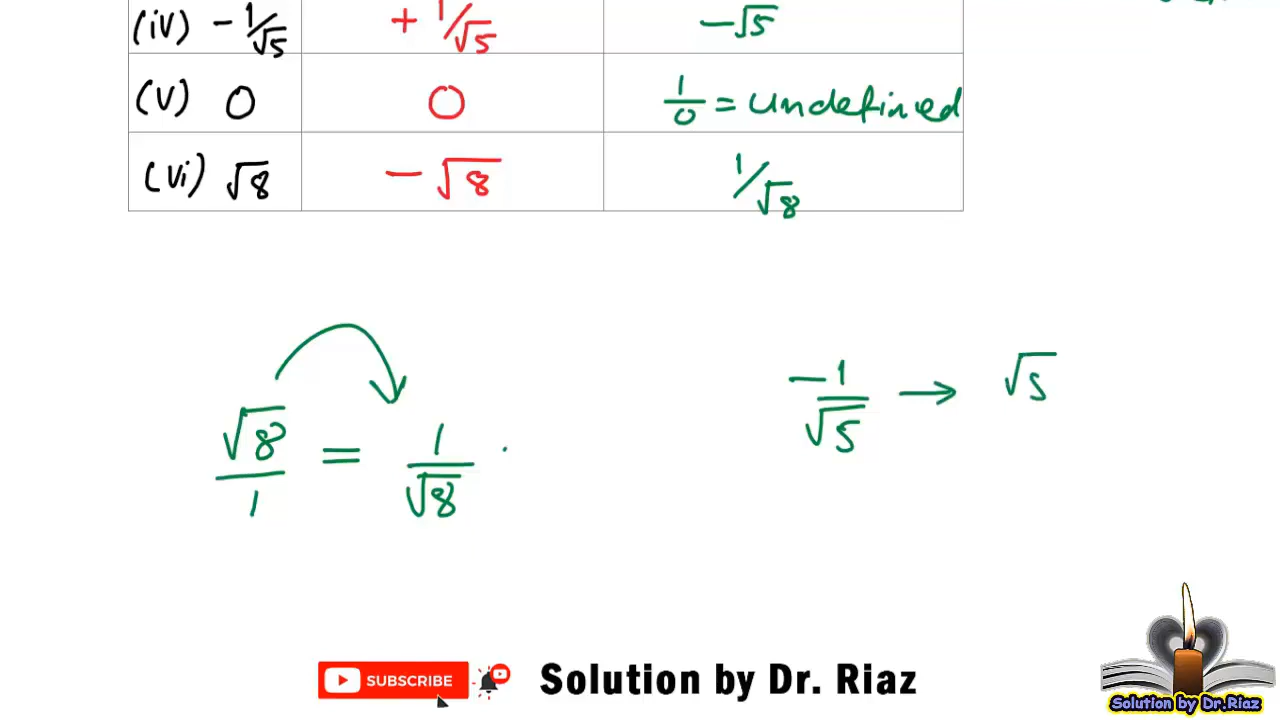 (iv) -1/√5 +1/√5 -√5
(v) 0 0 1/0 = undefined
(vi) √8 -√8 1/√8
√8/1 = 1/√8
-1/√5 → √5
SUBSCRIBE Solution by Dr. Riaz
Solution by Dr.Riaz